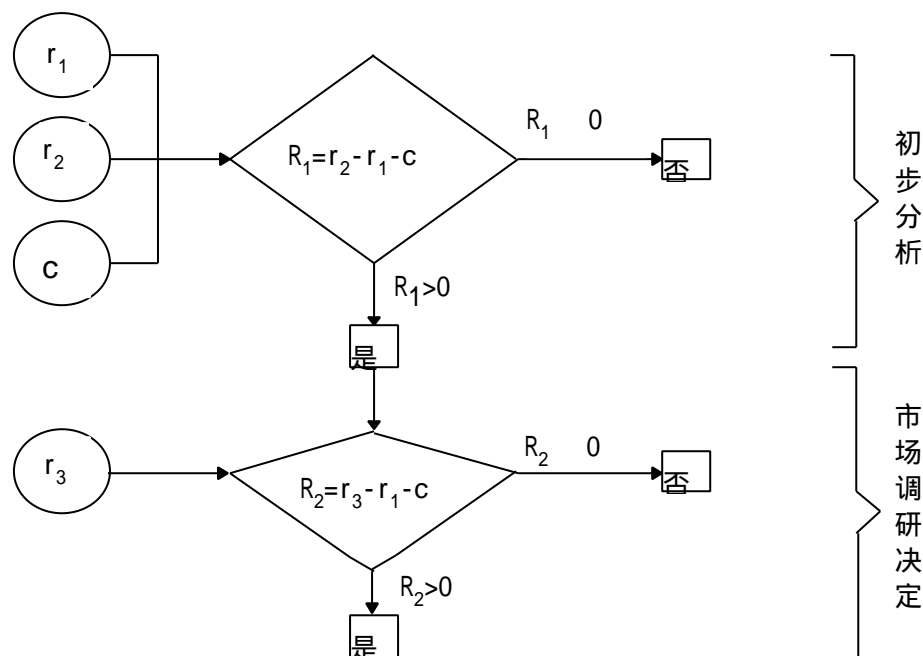 r1
r2
c
R1=r2-r1-c
R1 0
否
R1>0
是
初步分析
r3
R2=r3-r1-c
R2 0
否
R2>0
是
市场调研决定